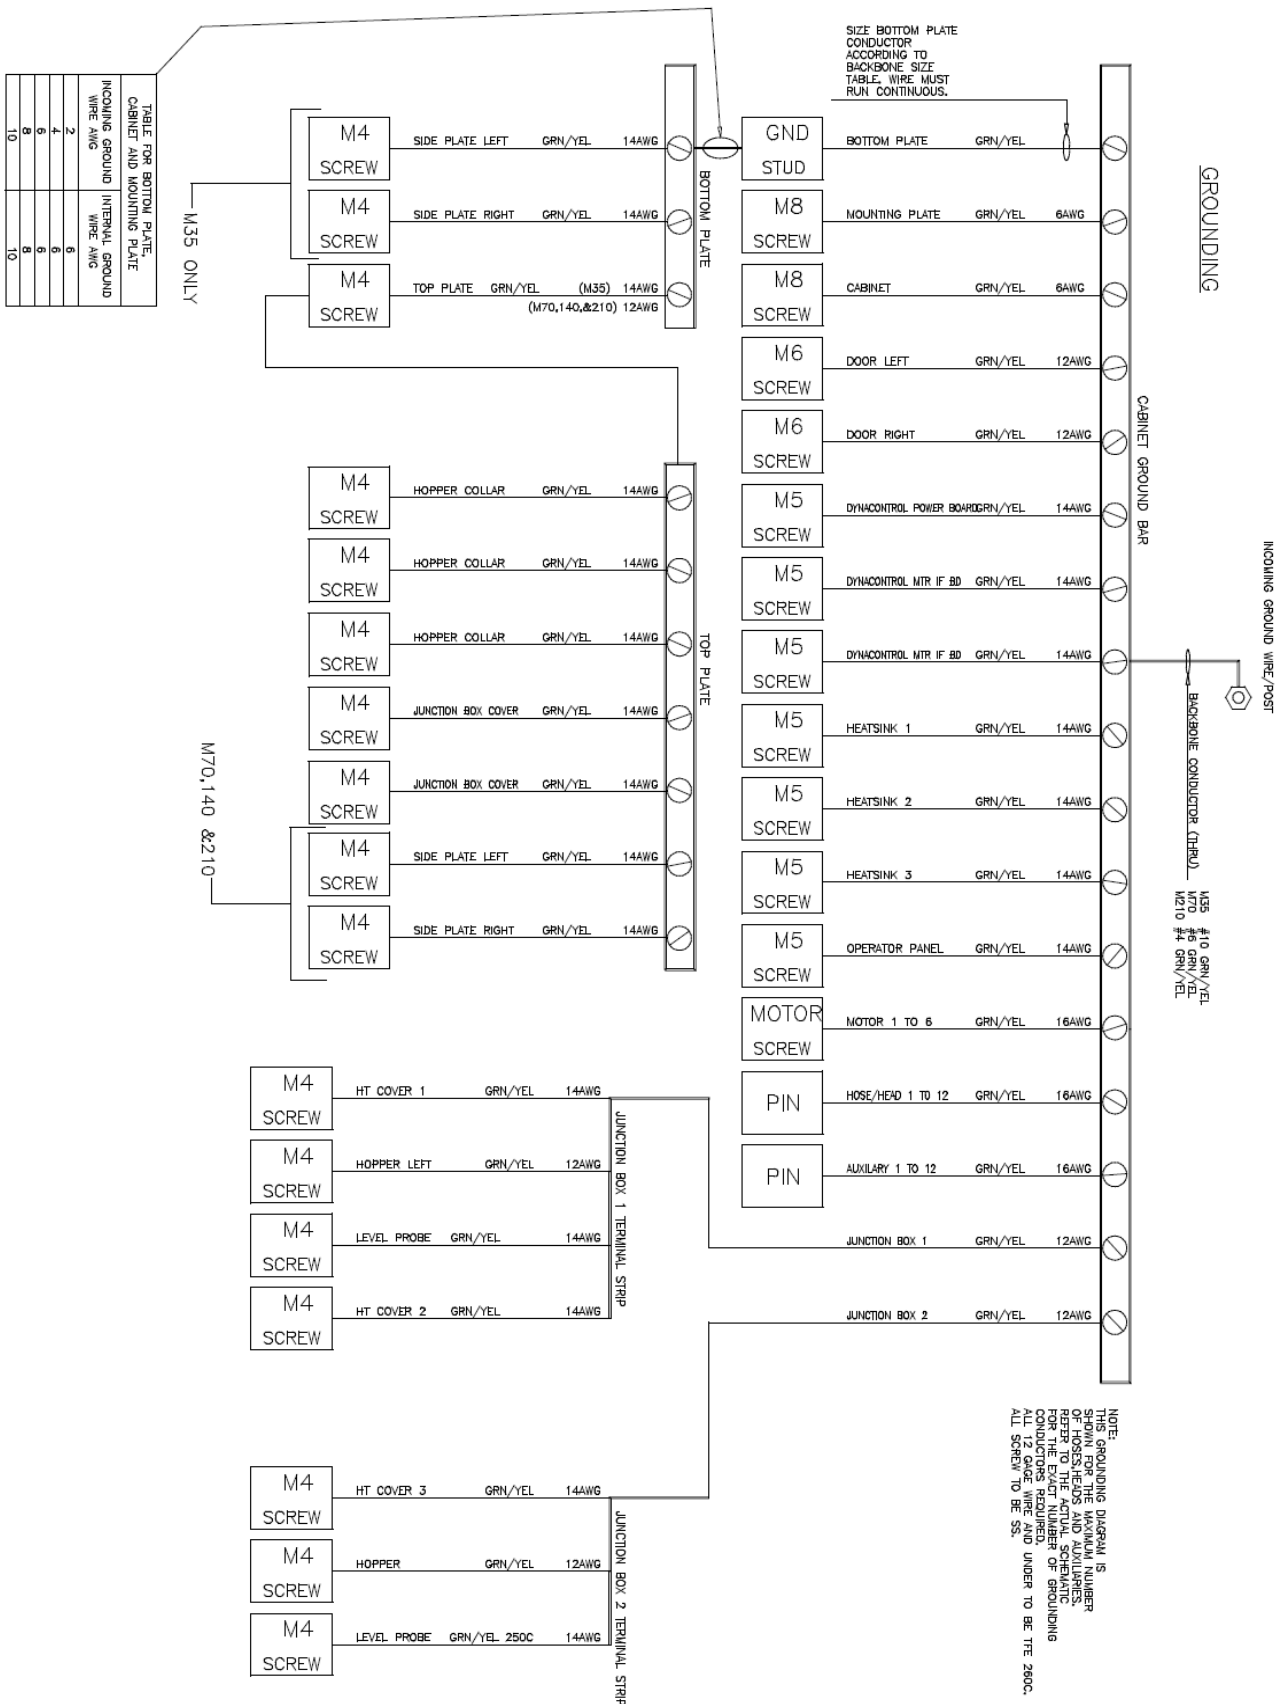 GROUNDING
INCOMING GROUND WIRE/POST
BACKBONE CONDUCTOR (THRU)
M35 #10 GRN/YEL
M70 #6 GRN/YEL
M210 #4 GRN/YEL
CABINET GROUND BAR
SIZE BOTTOM PLATE
CONDUCTOR
ACCORDING TO
BACKBONE SIZE
TABLE. WIRE MUST
RUN CONTINUOUS.
GND STUD BOTTOM PLATE GRN/YEL
M8 SCREW MOUNTING PLATE GRN/YEL 6AWG
M8 SCREW CABINET GRN/YEL 6AWG
M6 SCREW DOOR LEFT GRN/YEL 12AWG
M6 SCREW DOOR RIGHT GRN/YEL 12AWG
M5 SCREW DYNACONTROL POWER BOARD GRN/YEL 14AWG
M5 SCREW DYNACONTROL MTR IF BD GRN/YEL 14AWG
M5 SCREW DYNACONTROL MTR IF BD GRN/YEL 14AWG
M5 SCREW HEATSINK 1 GRN/YEL 14AWG
M5 SCREW HEATSINK 2 GRN/YEL 14AWG
M5 SCREW HEATSINK 3 GRN/YEL 14AWG
M5 SCREW OPERATOR PANEL GRN/YEL 14AWG
MOTOR SCREW MOTOR 1 TO 6 GRN/YEL 16AWG
PIN HOSE/HEAD 1 TO 12 GRN/YEL 16AWG
PIN AUXILARY 1 TO 12 GRN/YEL 16AWG
JUNCTION BOX 1 GRN/YEL 12AWG
JUNCTION BOX 2 GRN/YEL 12AWG
BOTTOM PLATE
M4 SCREW SIDE PLATE LEFT GRN/YEL 14AWG
M4 SCREW SIDE PLATE RIGHT GRN/YEL 14AWG
M4 SCREW TOP PLATE GRN/YEL (M35) 14AWG
(M70,140,&210) 12AWG
M35 ONLY
TOP PLATE
M4 SCREW HOPPER COLLAR GRN/YEL 14AWG
M4 SCREW HOPPER COLLAR GRN/YEL 14AWG
M4 SCREW HOPPER COLLAR GRN/YEL 14AWG
M4 SCREW JUNCTION BOX COVER GRN/YEL 14AWG
M4 SCREW JUNCTION BOX COVER GRN/YEL 14AWG
M4 SCREW SIDE PLATE LEFT GRN/YEL 14AWG
M4 SCREW SIDE PLATE RIGHT GRN/YEL 14AWG
M70,140 &210
JUNCTION BOX 1 TERMINAL STRIP
M4 SCREW HT COVER 1 GRN/YEL 14AWG
M4 SCREW HOPPER LEFT GRN/YEL 12AWG
M4 SCREW LEVEL PROBE GRN/YEL 14AWG
M4 SCREW HT COVER 2 GRN/YEL 14AWG
JUNCTION BOX 2 TERMINAL STRIP
M4 SCREW HT COVER 3 GRN/YEL 14AWG
M4 SCREW HOPPER GRN/YEL 12AWG
M4 SCREW LEVEL PROBE GRN/YEL 250C 14AWG
TABLE FOR BOTTOM PLATE,
CABINET AND MOUNTING PLATE
INCOMING GROUND WIRE AWG INTERNAL GROUND WIRE AWG
2 6
4 6
6 6
8 8
10 10
NOTE:
THIS GROUNDING DIAGRAM IS
SHOWN FOR THE MAXIMUM NUMBER
OF HOSES,HEADS AND AUXILIARIES.
REFER TO THE ACTUAL SCHEMATIC
FOR THE EXACT NUMBER OF GROUNDING
CONDUCTORS REQUIRED.
ALL 12 GAGE WIRE AND UNDER TO BE TFE 260C.
ALL SCREW TO BE SS.